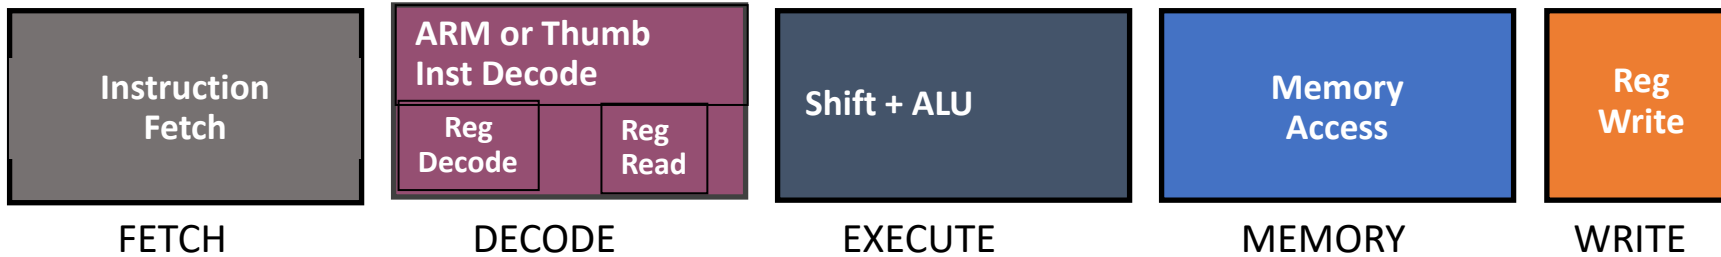 Instruction
Fetch
ARM or Thumb
Inst Decode
Reg
Decode
Reg
Read
Shift + ALU
Memory
Access
Reg
Write
FETCH
DECODE
EXECUTE
MEMORY
WRITE